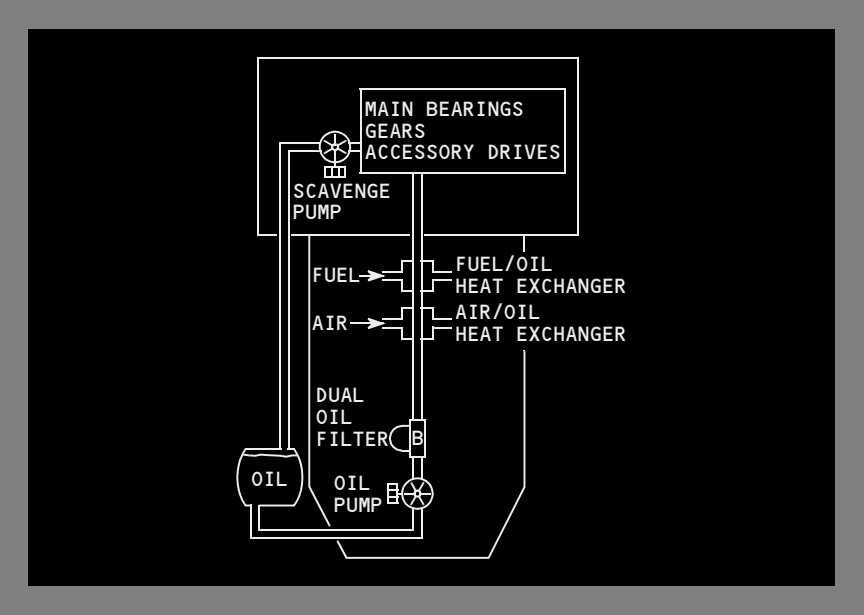 MAIN BEARINGS
GEARS
ACCESSORY DRIVES
SCAVENGE
PUMP
FUEL
FUEL/OIL
HEAT EXCHANGER
AIR
AIR/OIL
HEAT EXCHANGER
DUAL
OIL
FILTER
B
OIL
OIL
PUMP